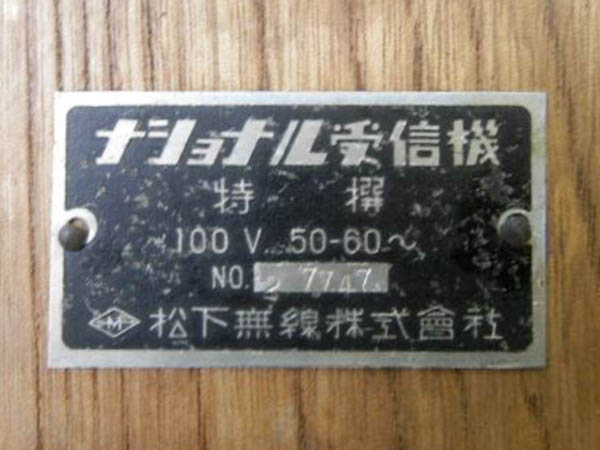 ナショナル受信機
特撰
100 V. 50-60~
NO. 2 7747
M 松下無線株式會社